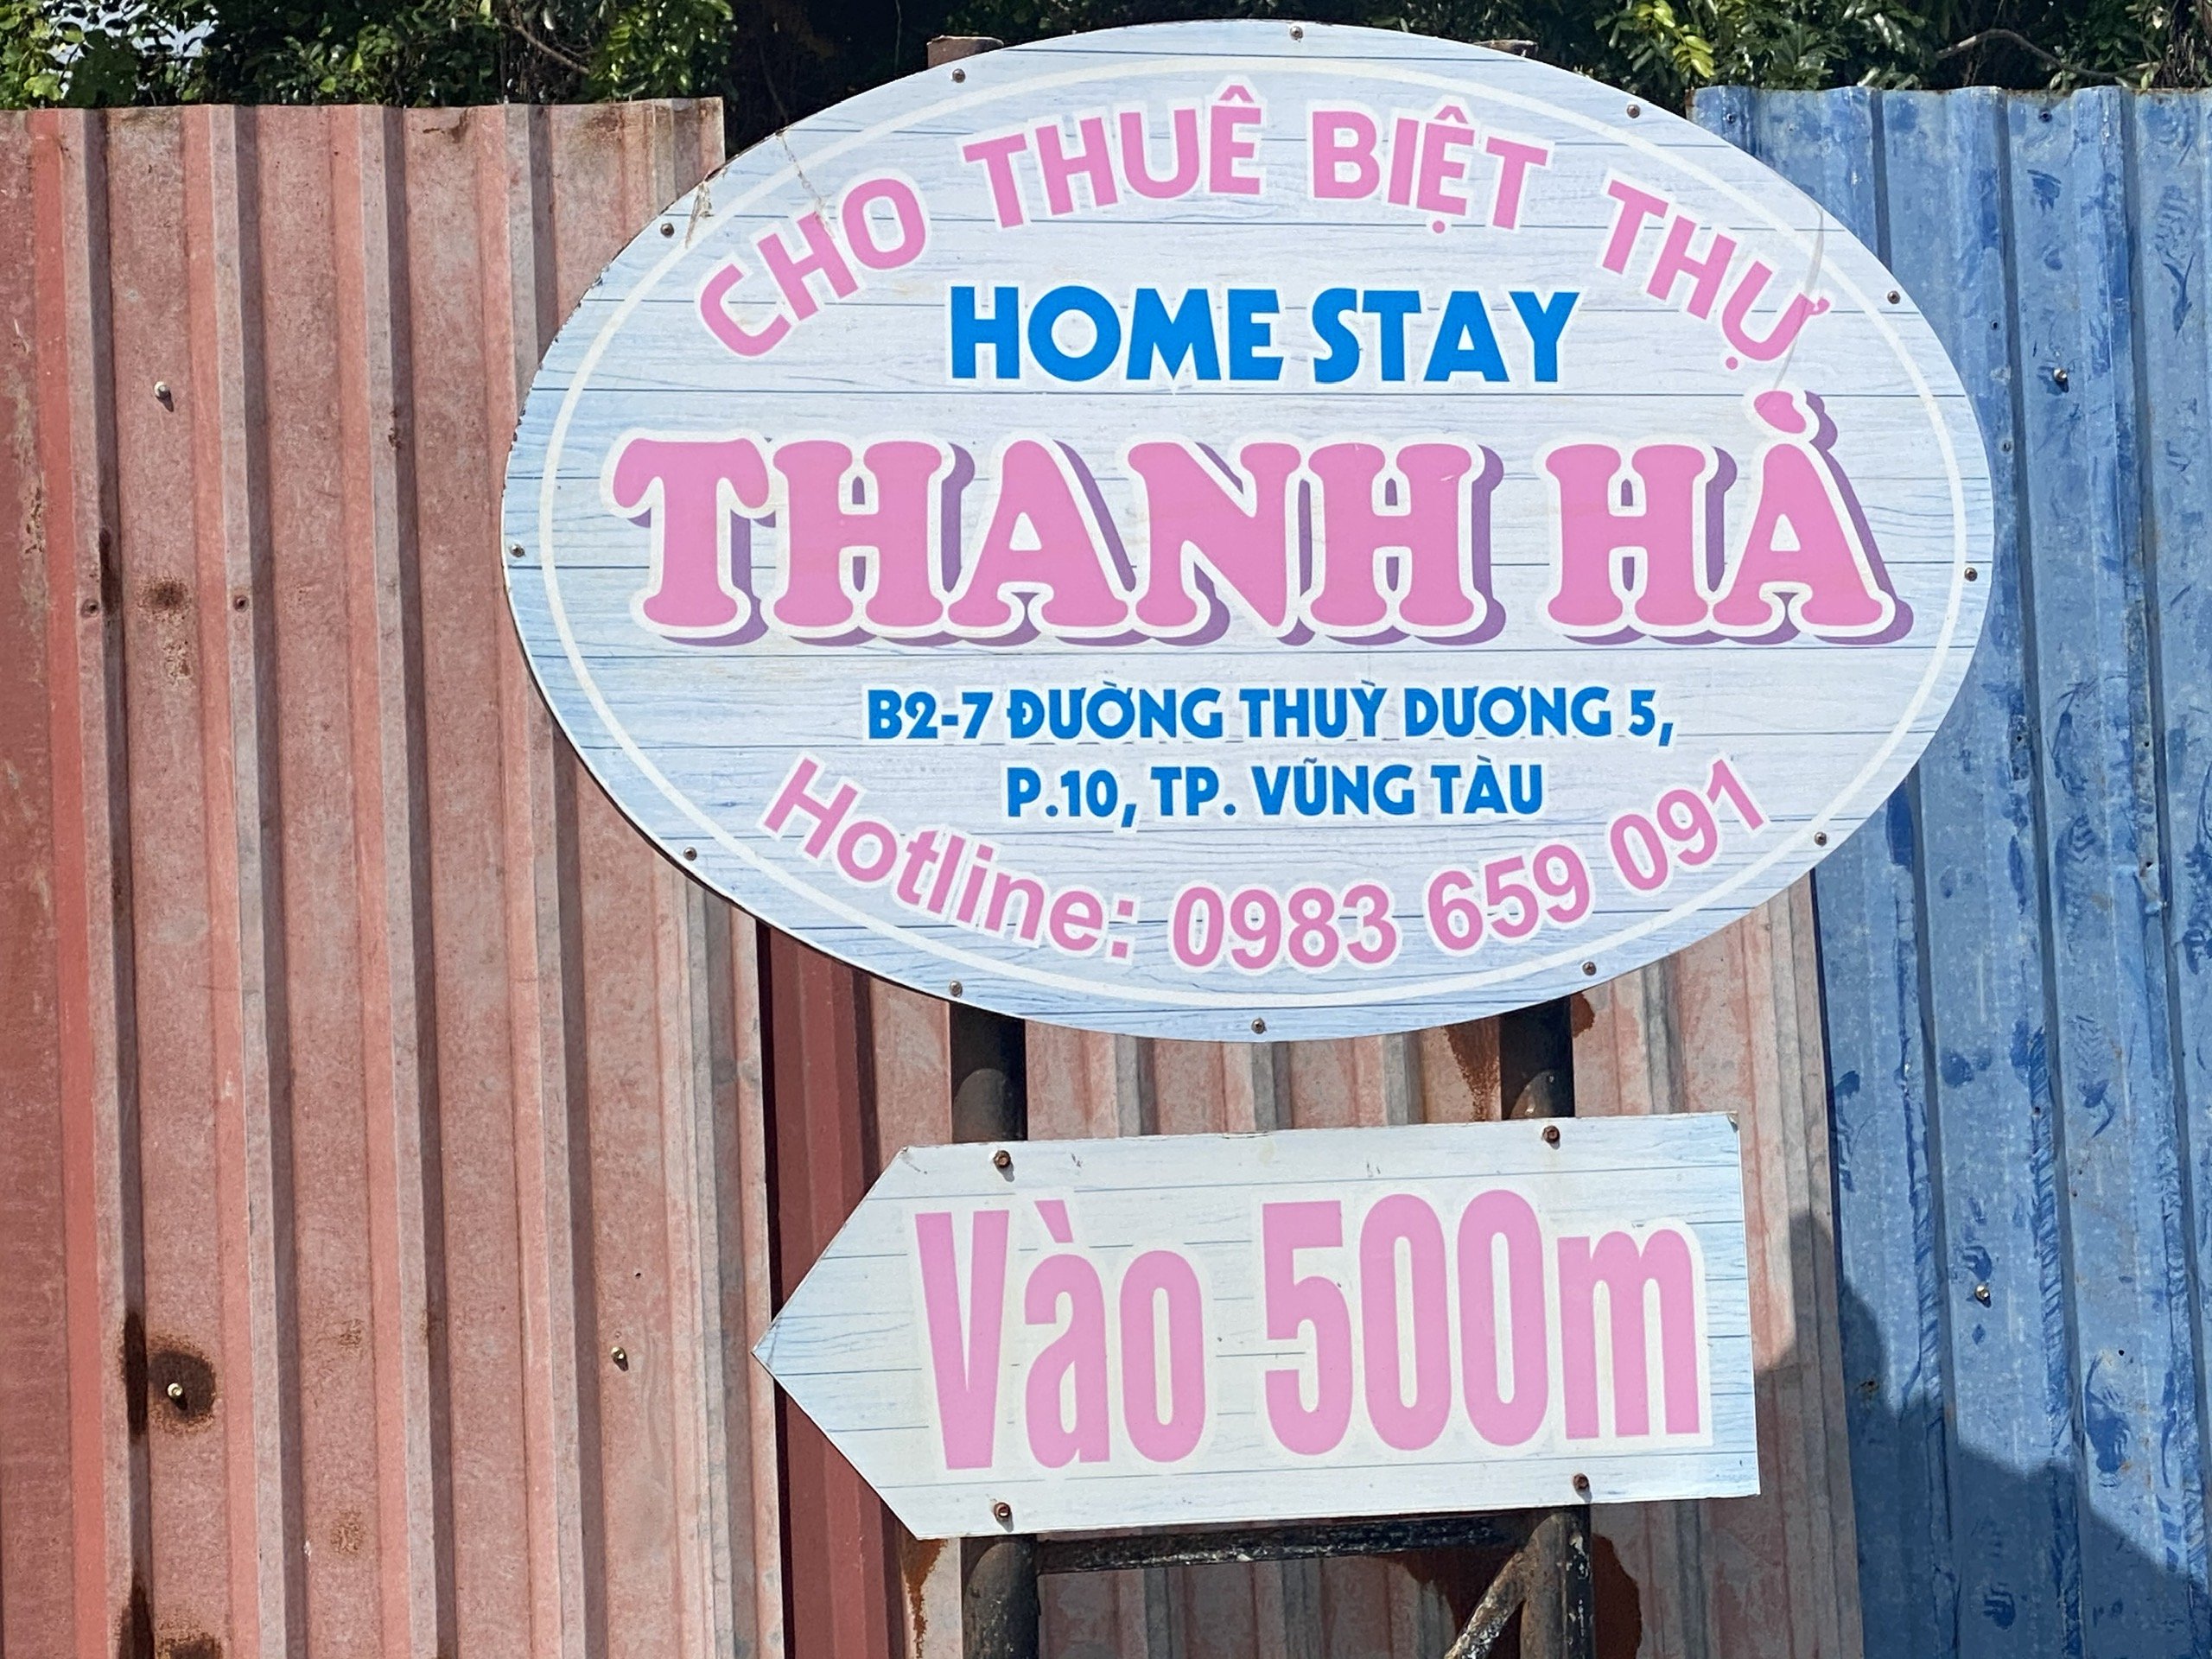 CHO THUÊ BIỆT THỰ
HOME STAY
THANH HÀ
B2-7 ĐƯỜNG THUỲ DƯƠNG 5,
P.10, TP. VŨNG TÀU
Hotline: 0983 659 091
Vào 500m